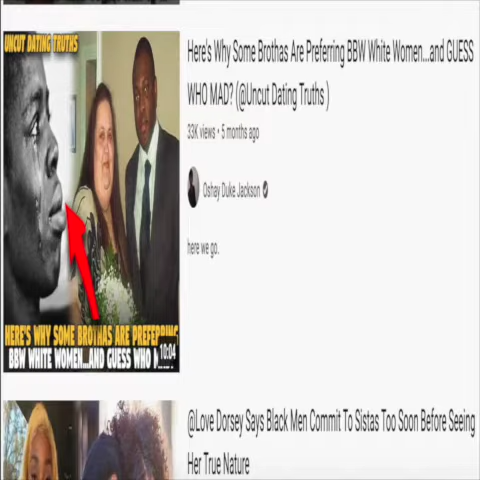 UNCUT DATING TRUTHS
HERE'S WHY SOME BROTHAS ARE PREFERRING
BBW WHITE WOMEN...AND GUESS WHO
10:04
Here's Why Some Brothas Are Preferring BBW White Women...and GUESS
WHO MAD? (@Uncut Dating Truths )
33K views • 5 months ago
Oshay Duke Jackson
here we go.
@Love Dorsey Says Black Men Commit To Sistas Too Soon Before Seeing
Her True Nature